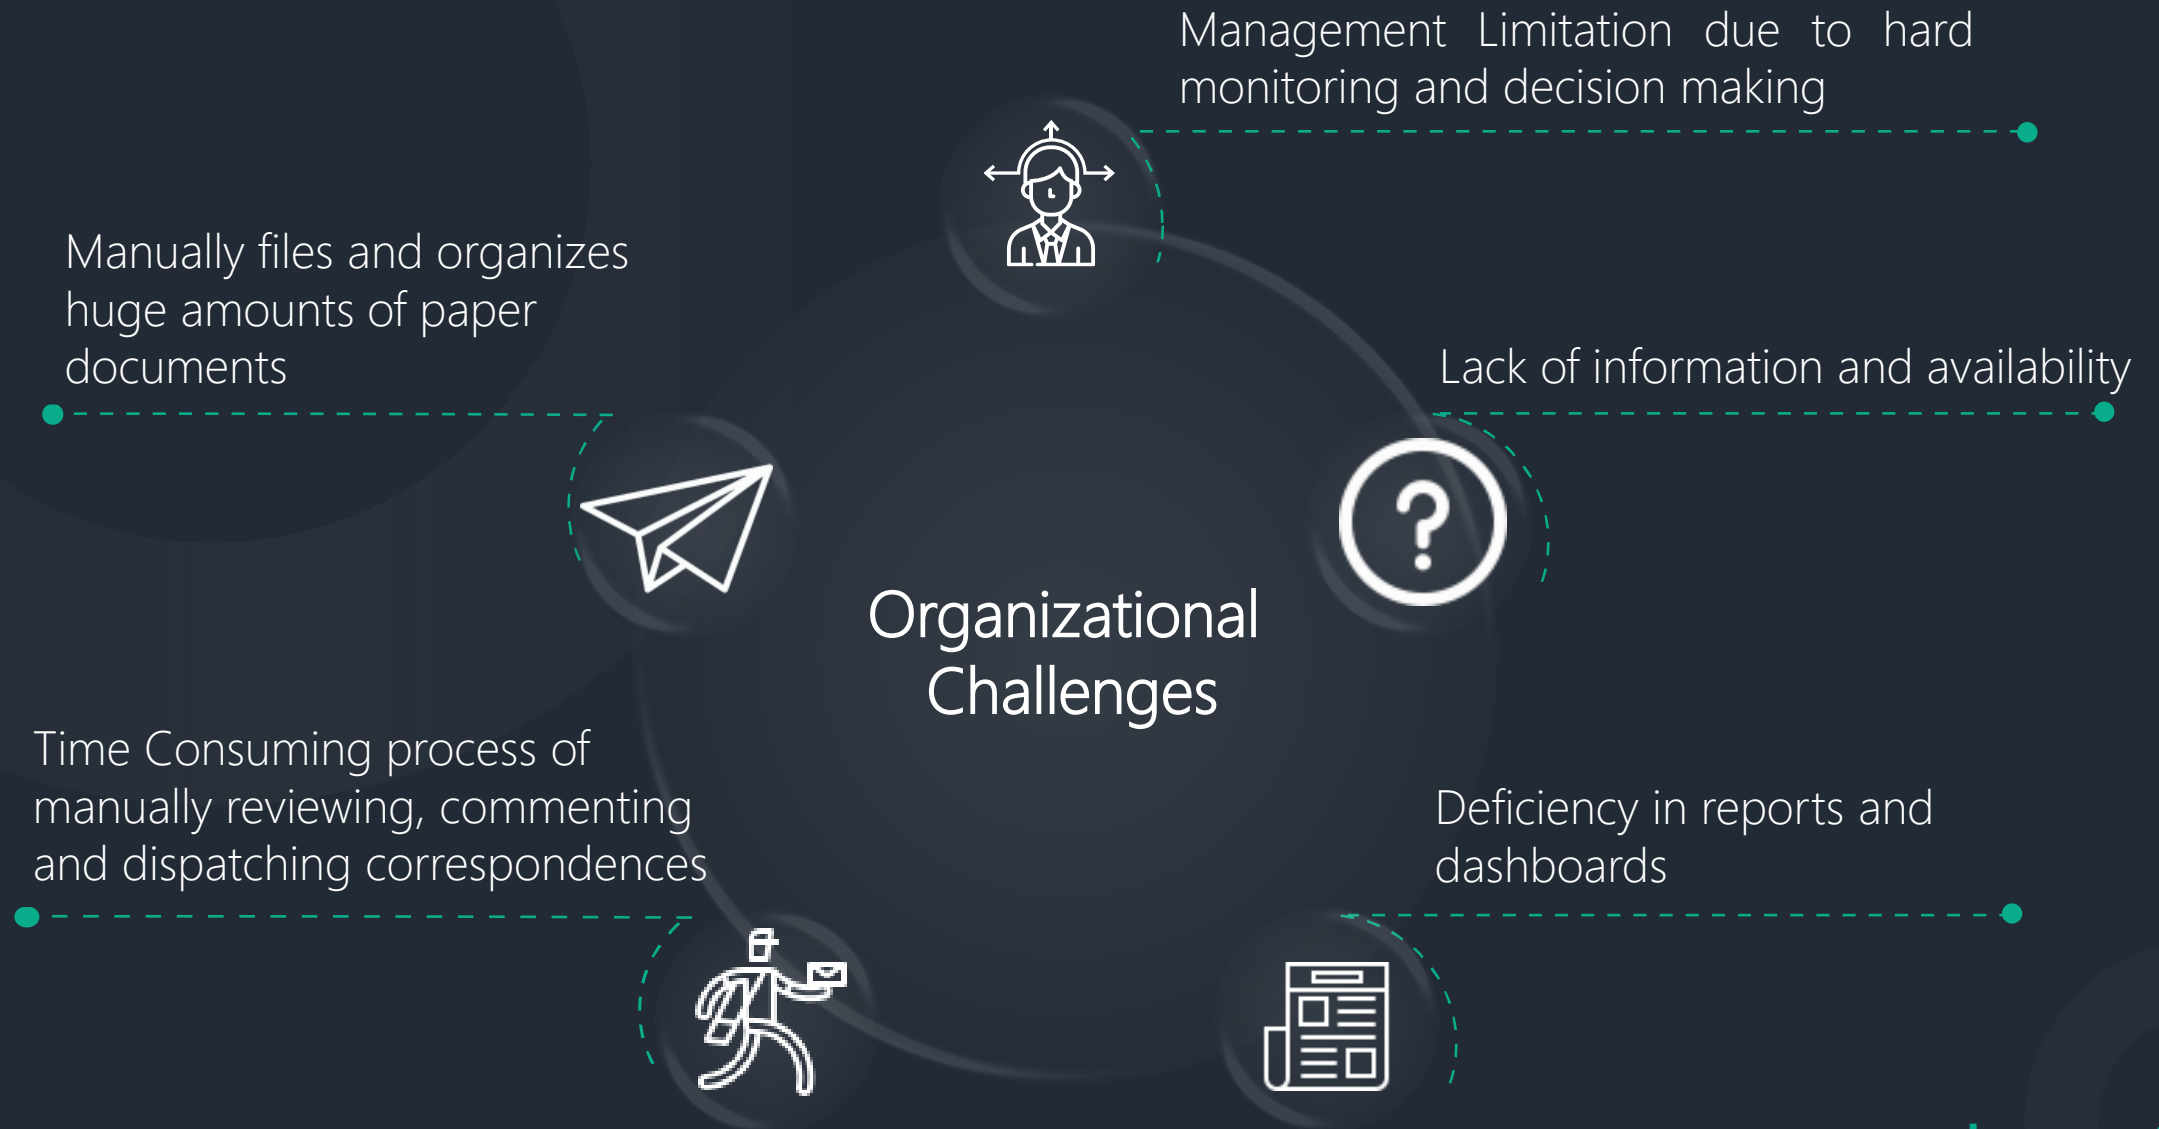 Management Limitation due to hard
monitoring and decision making
Manually files and organizes
huge amounts of paper
documents
Lack of information and availability
Organizational
Challenges
Time Consuming process of
manually reviewing, commenting
and dispatching correspondences
Deficiency in reports and
dashboards